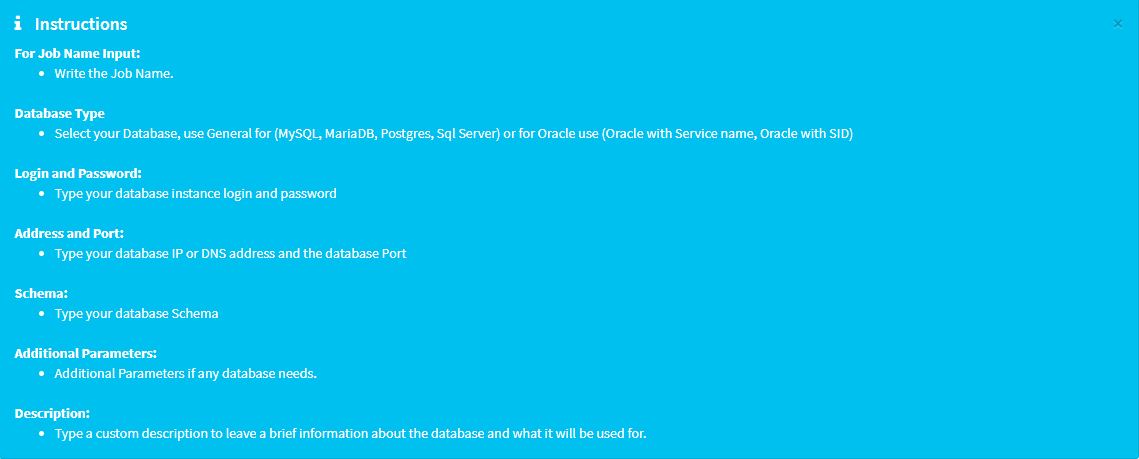 Instructions
For Job Name Input:
Write the Job Name.
Database Type
Select your Database, use General for (MySQL, MariaDB, Postgres, Sql Server) or for Oracle use (Oracle with Service name, Oracle with SID)
Login and Password:
Type your database instance login and password
Address and Port:
Type your database IP or DNS address and the database Port
Schema:
Type your database Schema
Additional Parameters:
Additional Parameters if any database needs.
Description:
Type a custom description to leave a brief information about the database and what it will be used for.